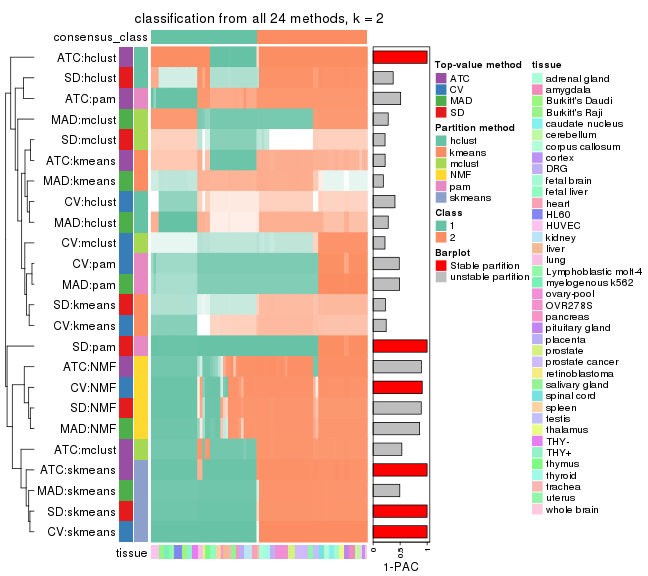 classification from all 24 methods, k = 2
consensus_class
ATC:hclust
SD:hclust
ATC:pam
MAD:mclust
SD:mclust
ATC:kmeans
MAD:kmeans
CV:hclust
MAD:hclust
CV:mclust
CV:pam
MAD:pam
SD:kmeans
CV:kmeans
SD:pam
ATC:NMF
CV:NMF
SD:NMF
MAD:NMF
ATC:mclust
ATC:skmeans
MAD:skmeans
SD:skmeans
CV:skmeans
tissue
0
0.5
1
1-PAC
Top-value method
ATC
CV
MAD
SD
Partition method
hclust
kmeans
mclust
NMF
pam
skmeans
Class
1
2
Barplot
Stable partition
unstable partition
tissue
adrenal gland
amygdala
Burkitt's Daudi
Burkitt's Raji
caudate nucleus
cerebellum
corpus callosum
cortex
DRG
fetal brain
fetal liver
heart
HL60
HUVEC
kidney
liver
lung
Lymphoblastic molt-4
myelogenous k562
ovary-pool
OVR278S
pancreas
pituitary gland
placenta
prostate
prostate cancer
retinoblastoma
salivary gland
spinal cord
spleen
testis
thalamus
THY-
THY+
thymus
thyroid
trachea
uterus
whole brain